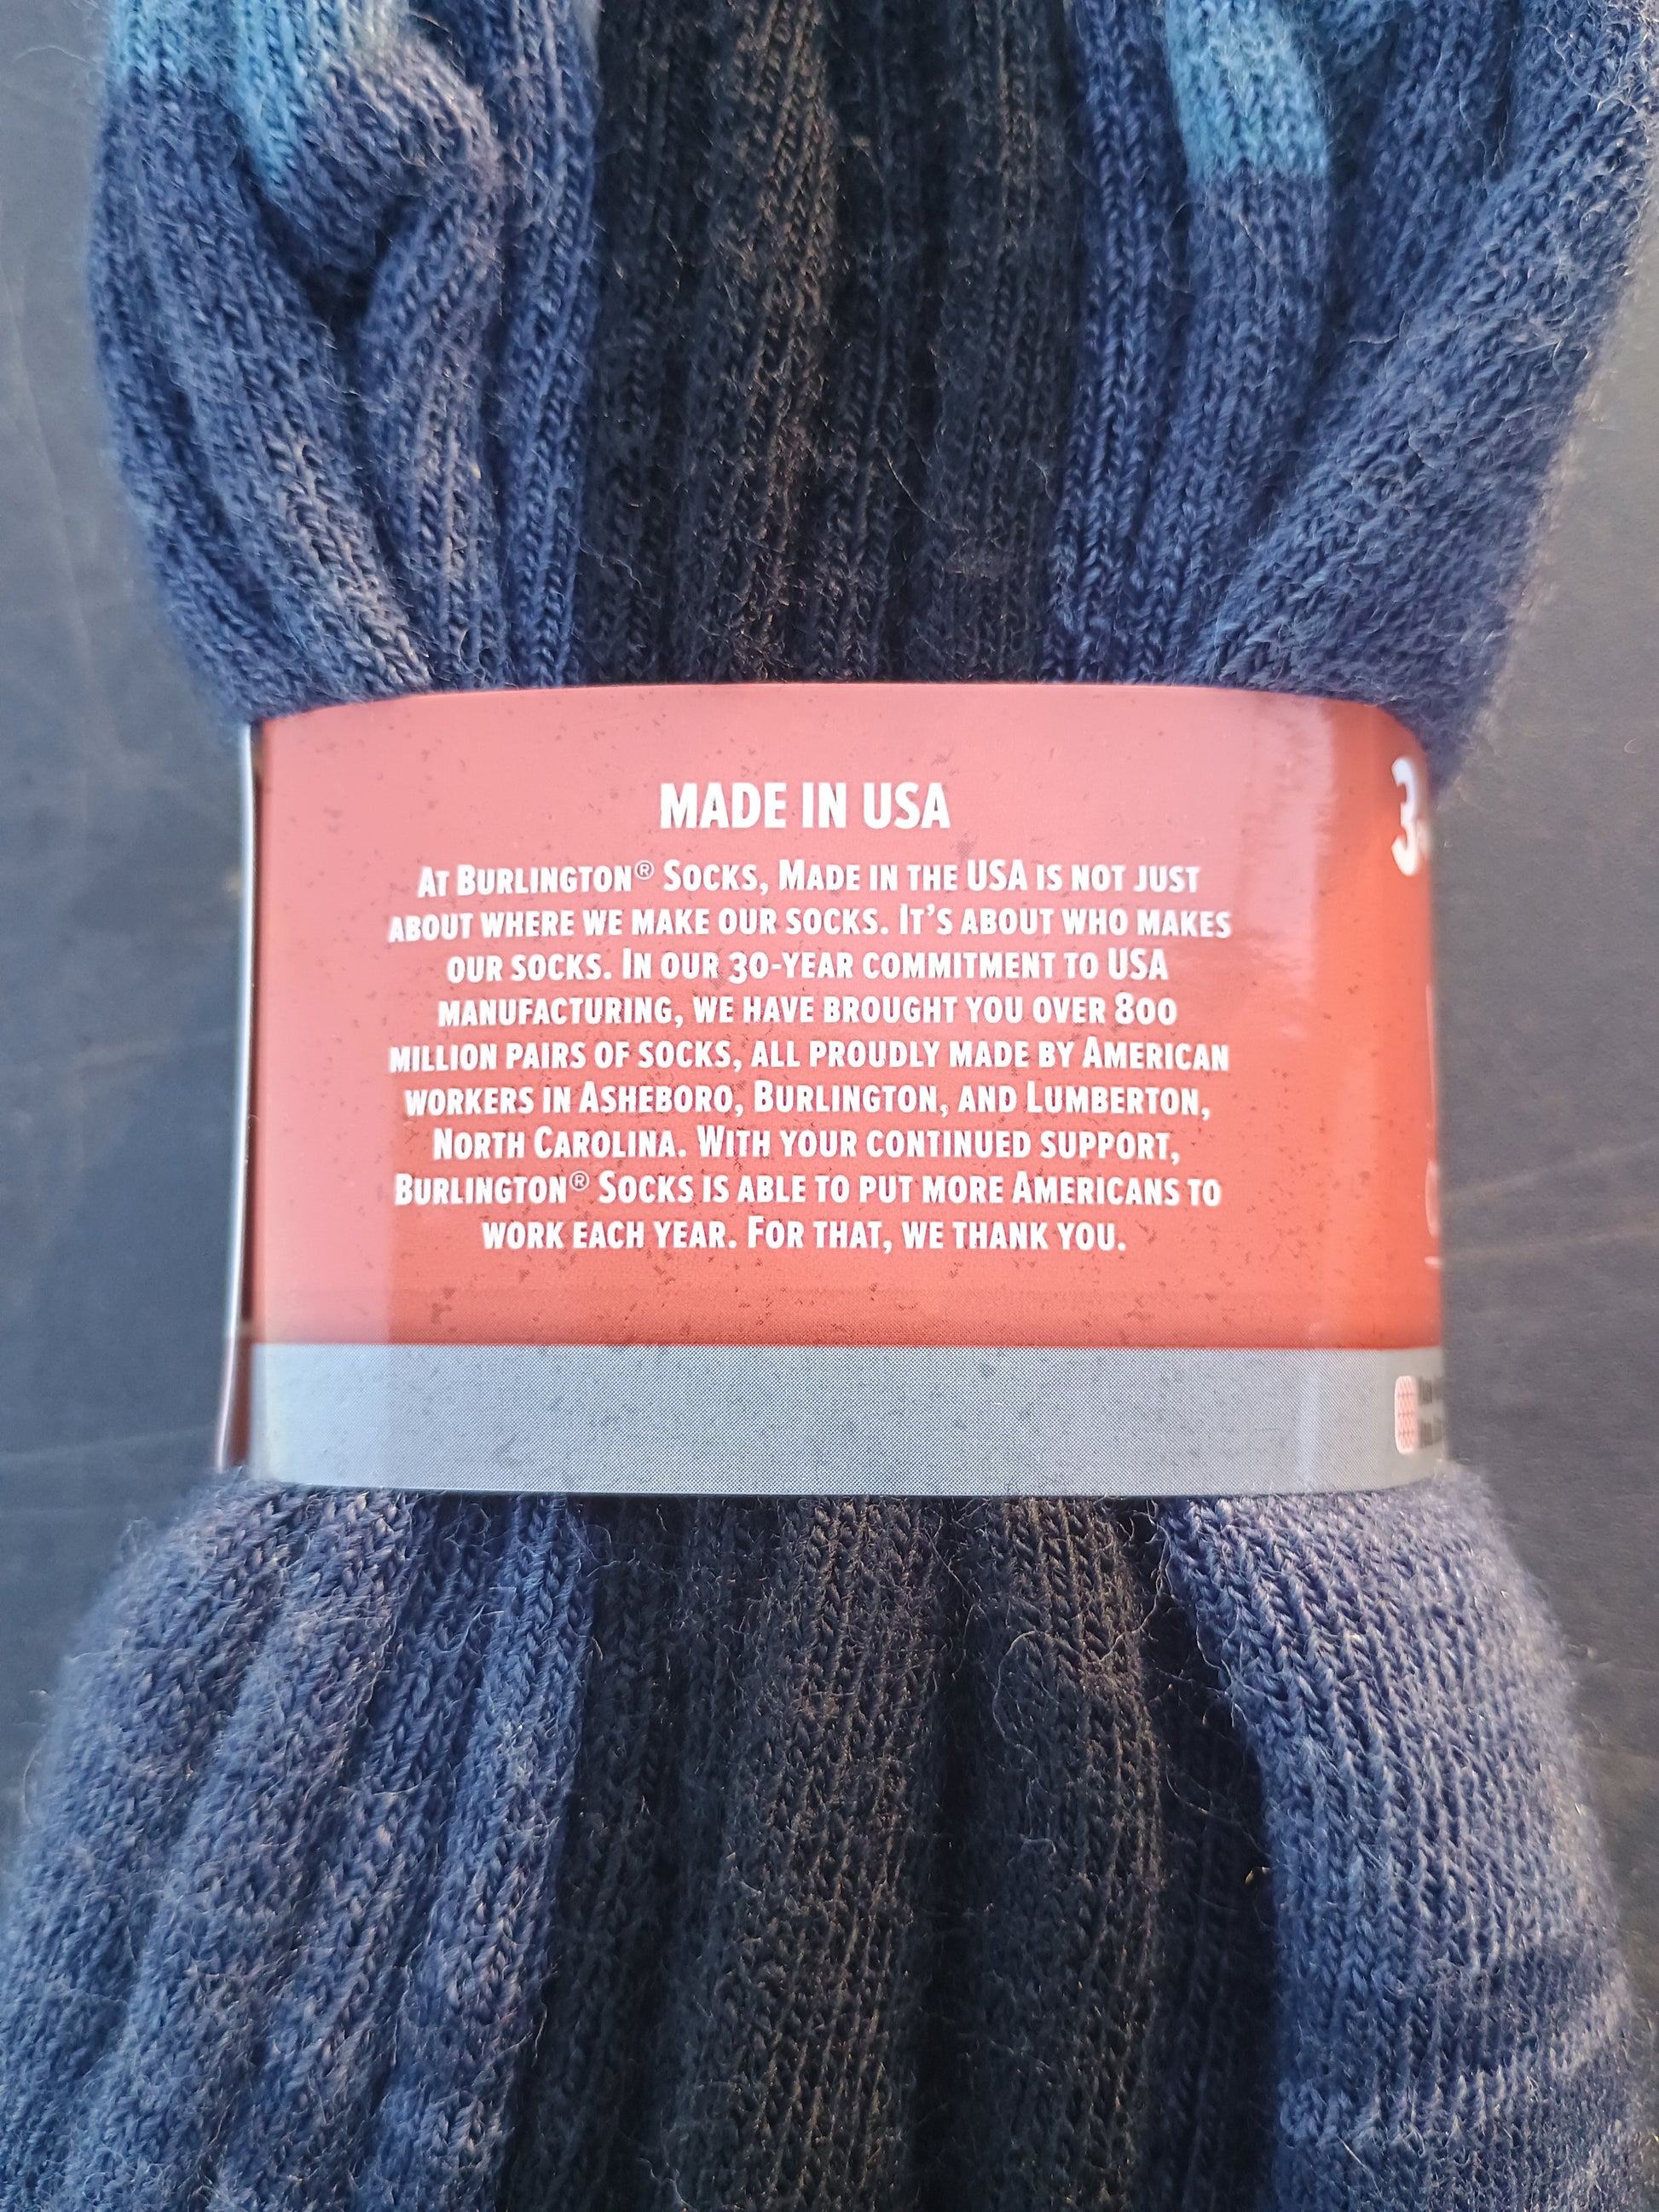 MADE IN USA
AT BURLINGTON® SOCKS, MADE IN THE USA IS NOT JUST
ABOUT WHERE WE MAKE OUR SOCKS. IT'S ABOUT WHO MAKES
OUR SOCKS. IN OUR 30-YEAR COMMITMENT TO USA
MANUFACTURING, WE HAVE BROUGHT YOU OVER 800
MILLION PAIRS OF SOCKS, ALL PROUDLY MADE BY AMERICAN
WORKERS IN ASHEBORO, BURLINGTON, AND LUMBERTON,
NORTH CAROLINA. WITH YOUR CONTINUED SUPPORT,
BURLINGTON® SOCKS IS ABLE TO PUT MORE AMERICANS TO
WORK EACH YEAR. FOR THAT, WE THANK YOU.
3